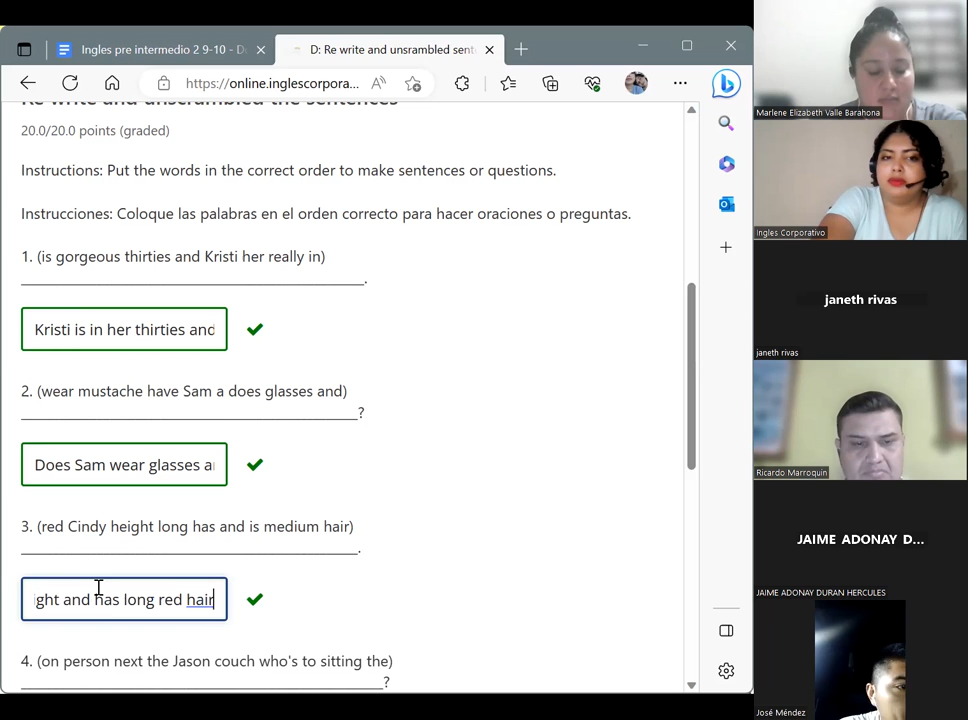 Ingles pre intermedio 2 9-10 - D
D: Re write and unsrambled sent
https://online.inglescorpora...
Re write and unscrambled the sentences
20.0/20.0 points (graded)
Instructions: Put the words in the correct order to make sentences or questions.
Instrucciones: Coloque las palabras en el orden correcto para hacer oraciones o preguntas.
1. (is gorgeous thirties and Kristi her really in)
____________________________________________.
Kristi is in her thirties and
2. (wear mustache have Sam a does glasses and)
____________________________________________?
Does Sam wear glasses a
3. (red Cindy height long has and is medium hair)
____________________________________________.
ght and has long red hair
4. (on person next the Jason couch who's to sitting the)
____________________________________________?
Marlene Elizabeth Valle Barahona
Ingles Corporativo
janeth rivas
janeth rivas
Ricardo Marroquin
JAIME ADONAY D...
JAIME ADONAY DURAN HERCULES
José Méndez